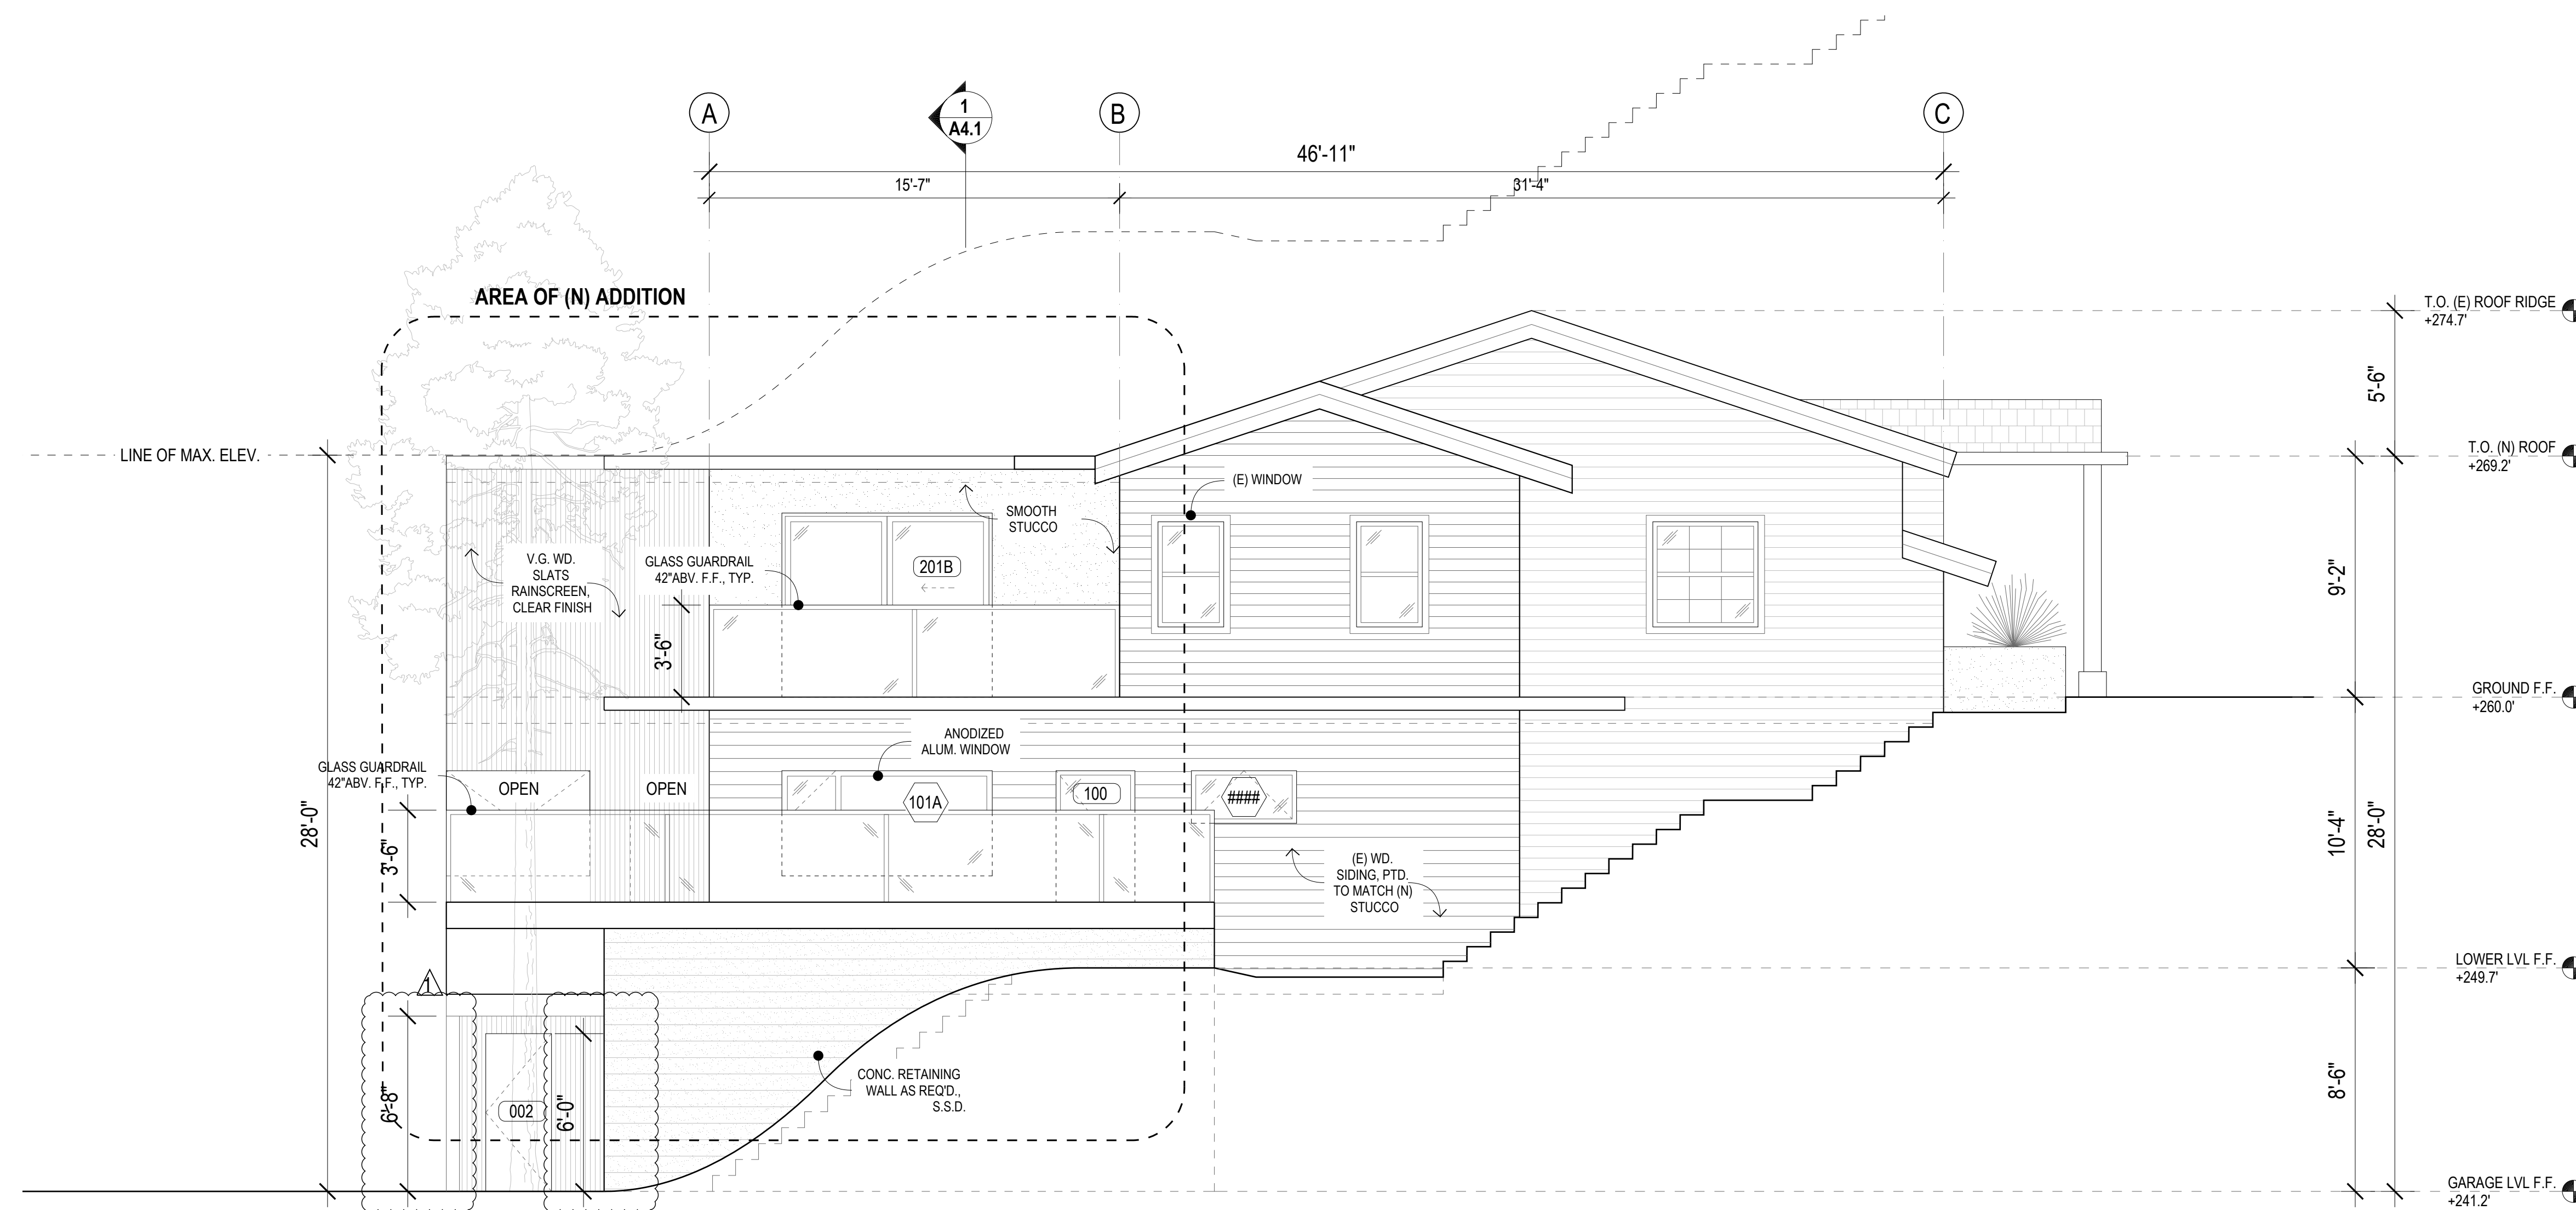 A
1
A4.1
B
C
46'-11"
15'-7"
31'-4"
AREA OF (N) ADDITION
T.O. (E) ROOF RIDGE
+274.7'
5'-6"
LINE OF MAX. ELEV.
T.O. (N) ROOF
+269.2'
(E) WINDOW
SMOOTH
STUCCO
V.G. WD.
SLATS
RAINSCREEN,
CLEAR FINISH
GLASS GUARDRAIL
42"ABV. F.F., TYP.
201B
9'-2"
3'-6"
GROUND F.F.
+260.0'
ANODIZED
ALUM. WINDOW
GLASS GUARDRAIL
42"ABV. F.F., TYP.
OPEN
OPEN
101A
100
####
28'-0"
3'-6"
10'-4"
28'-0"
(E) WD.
SIDING, PTD.
TO MATCH (N)
STUCCO
LOWER LVL F.F.
+249.7'
1
CONC. RETAINING
WALL AS REQ'D.,
S.S.D.
6'-8"
002
6'-0"
8'-6"
GARAGE LVL F.F.
+241.2'